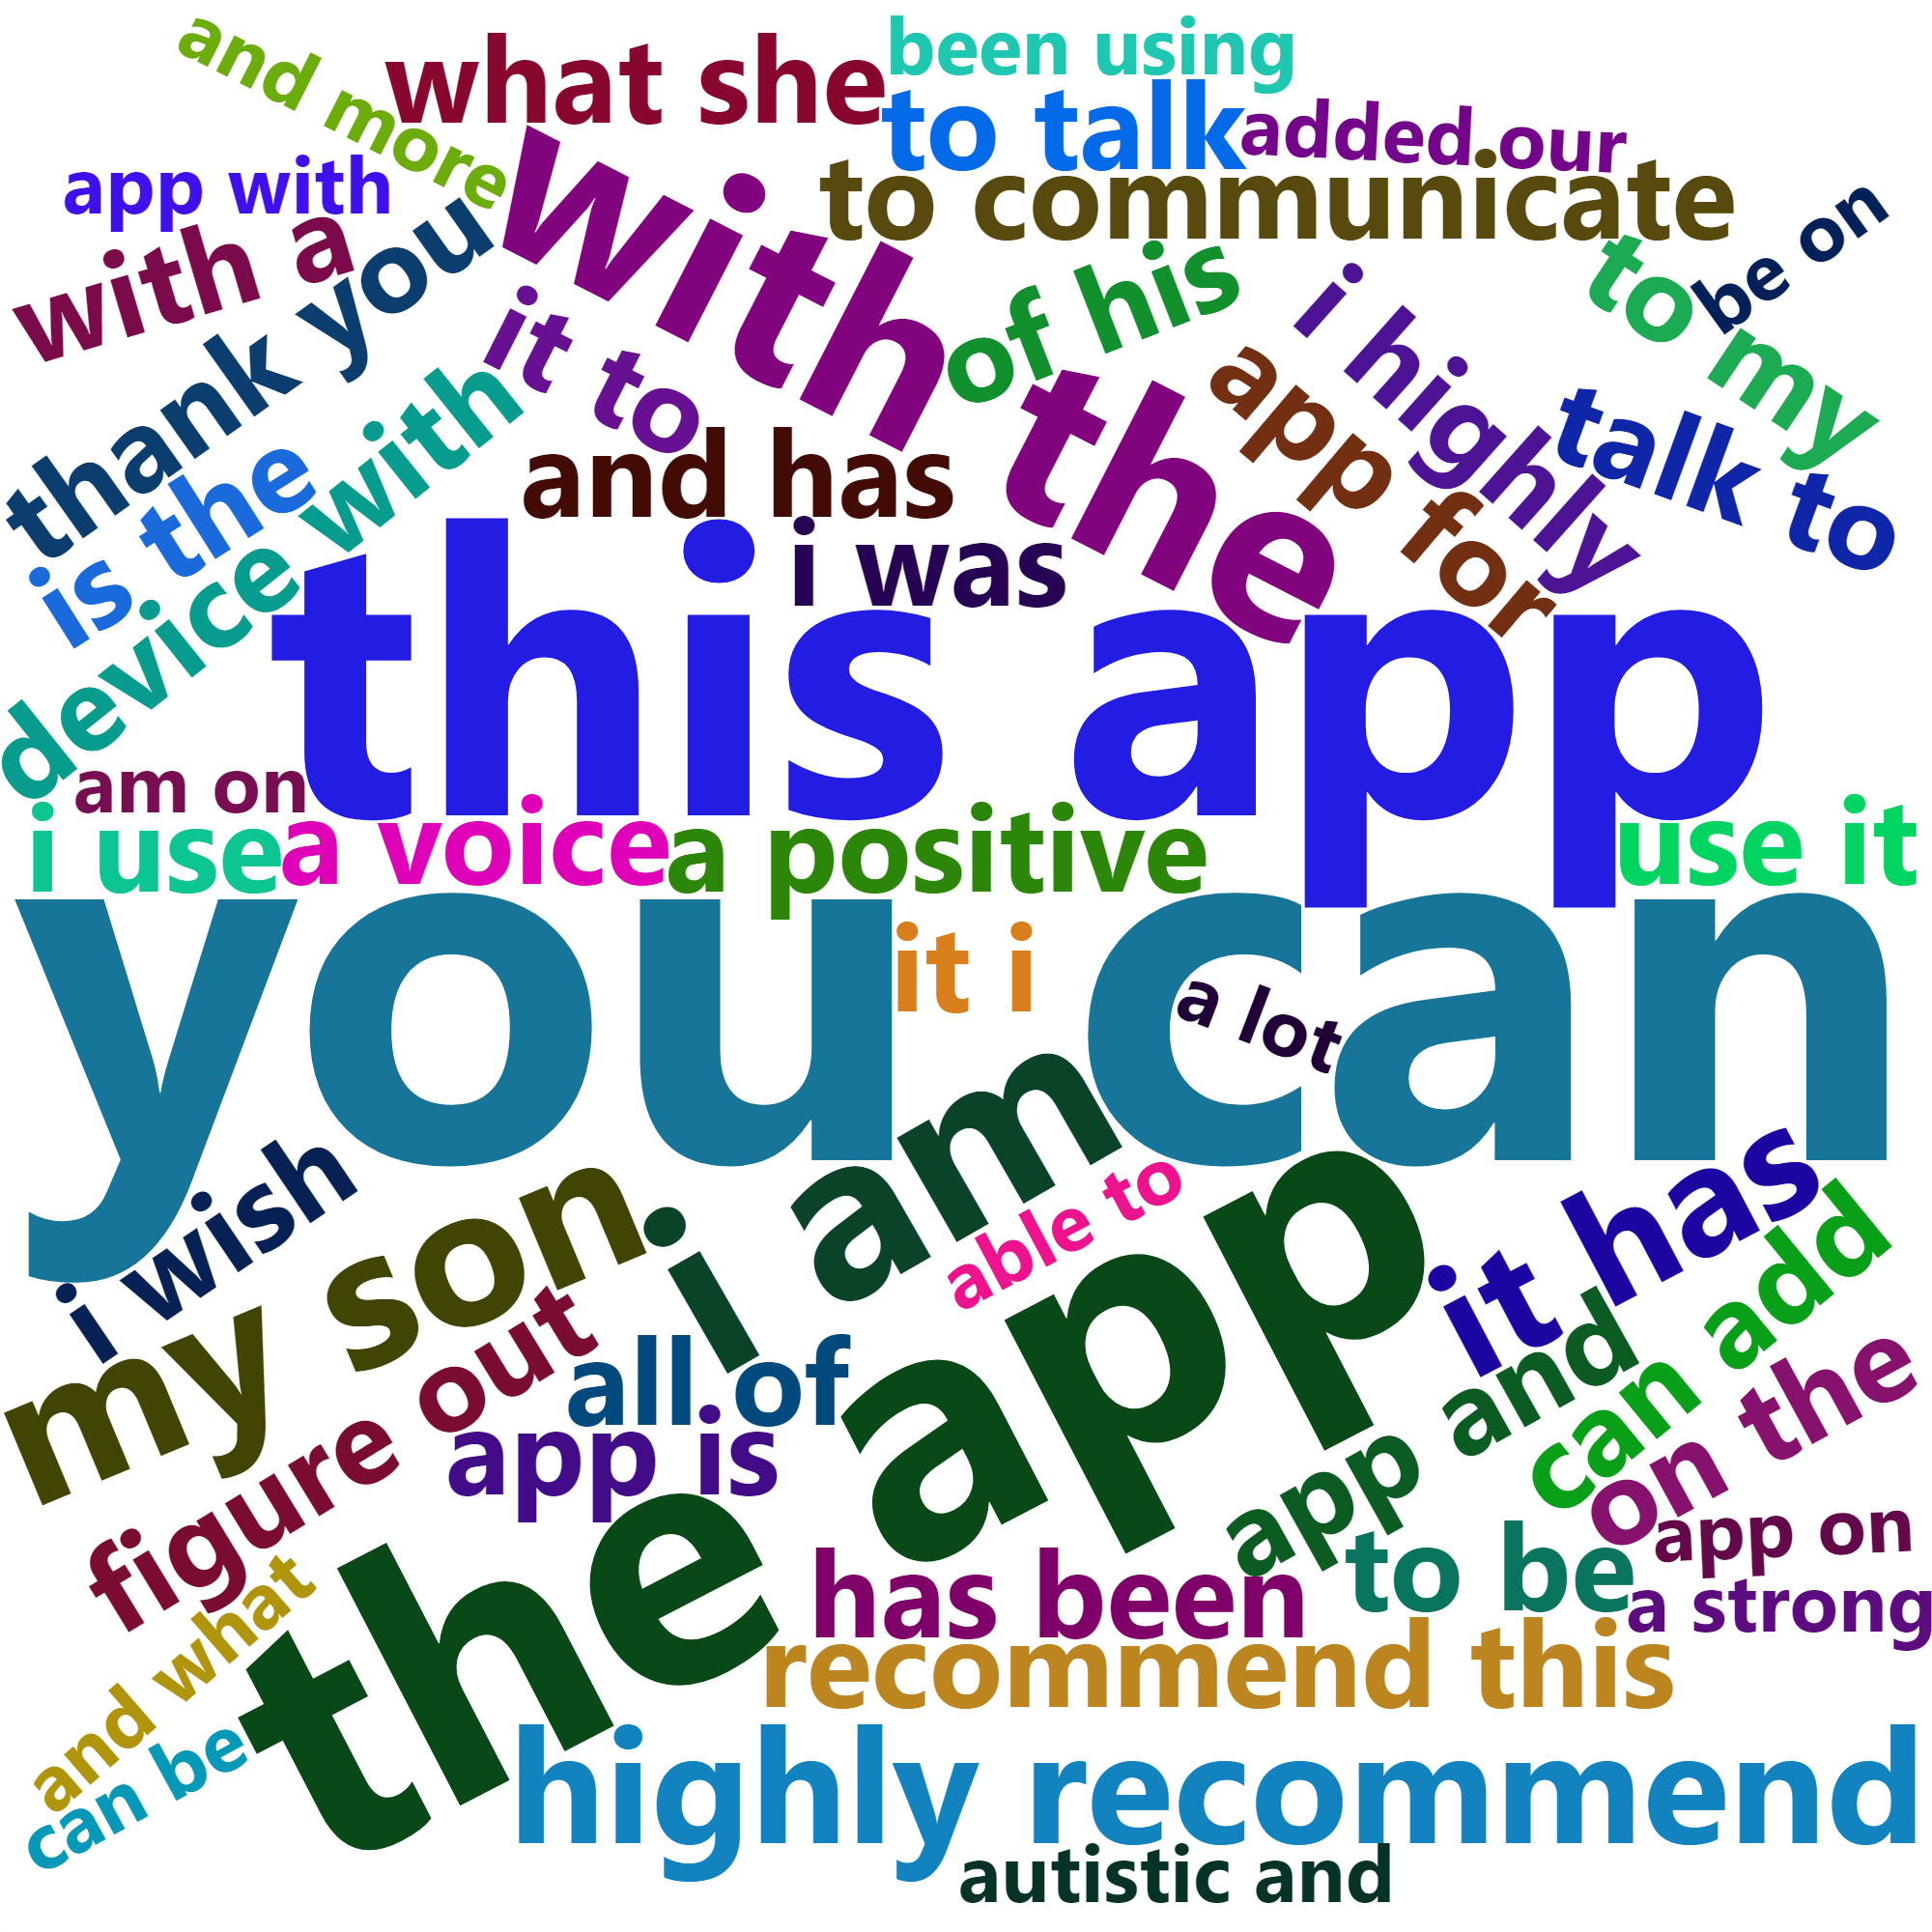 and more
what she
been using
to talk
added our
app with
to communicate
be on
with a
thank you
with the
it to
of his
i highly
to my
app for
talk to
is the
device with
and has
i was
this app
am on
i use
a voice
a positive
use it
you can
it i
a lot
i wish
my son
i am
able to
it has
can add
figure out
all of
the app
app and
on the
app is
app on
and what
has been
to be
a strong
recommend this
can be
highly recommend
autistic and